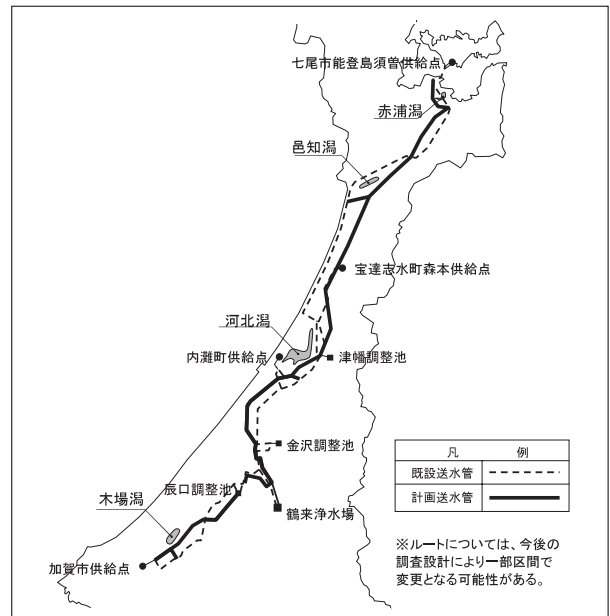 七尾市能登島須曽供給点
赤浦潟
邑知潟
宝達志水町森本供給点
河北潟
内灘町供給点
津幡調整池
金沢調整池
辰口調整池
木場潟
鶴来浄水場
加賀市供給点
凡 例
既設送水管
計画送水管
※ルートについては、今後の
調査設計により一部区間で
変更となる可能性がある。